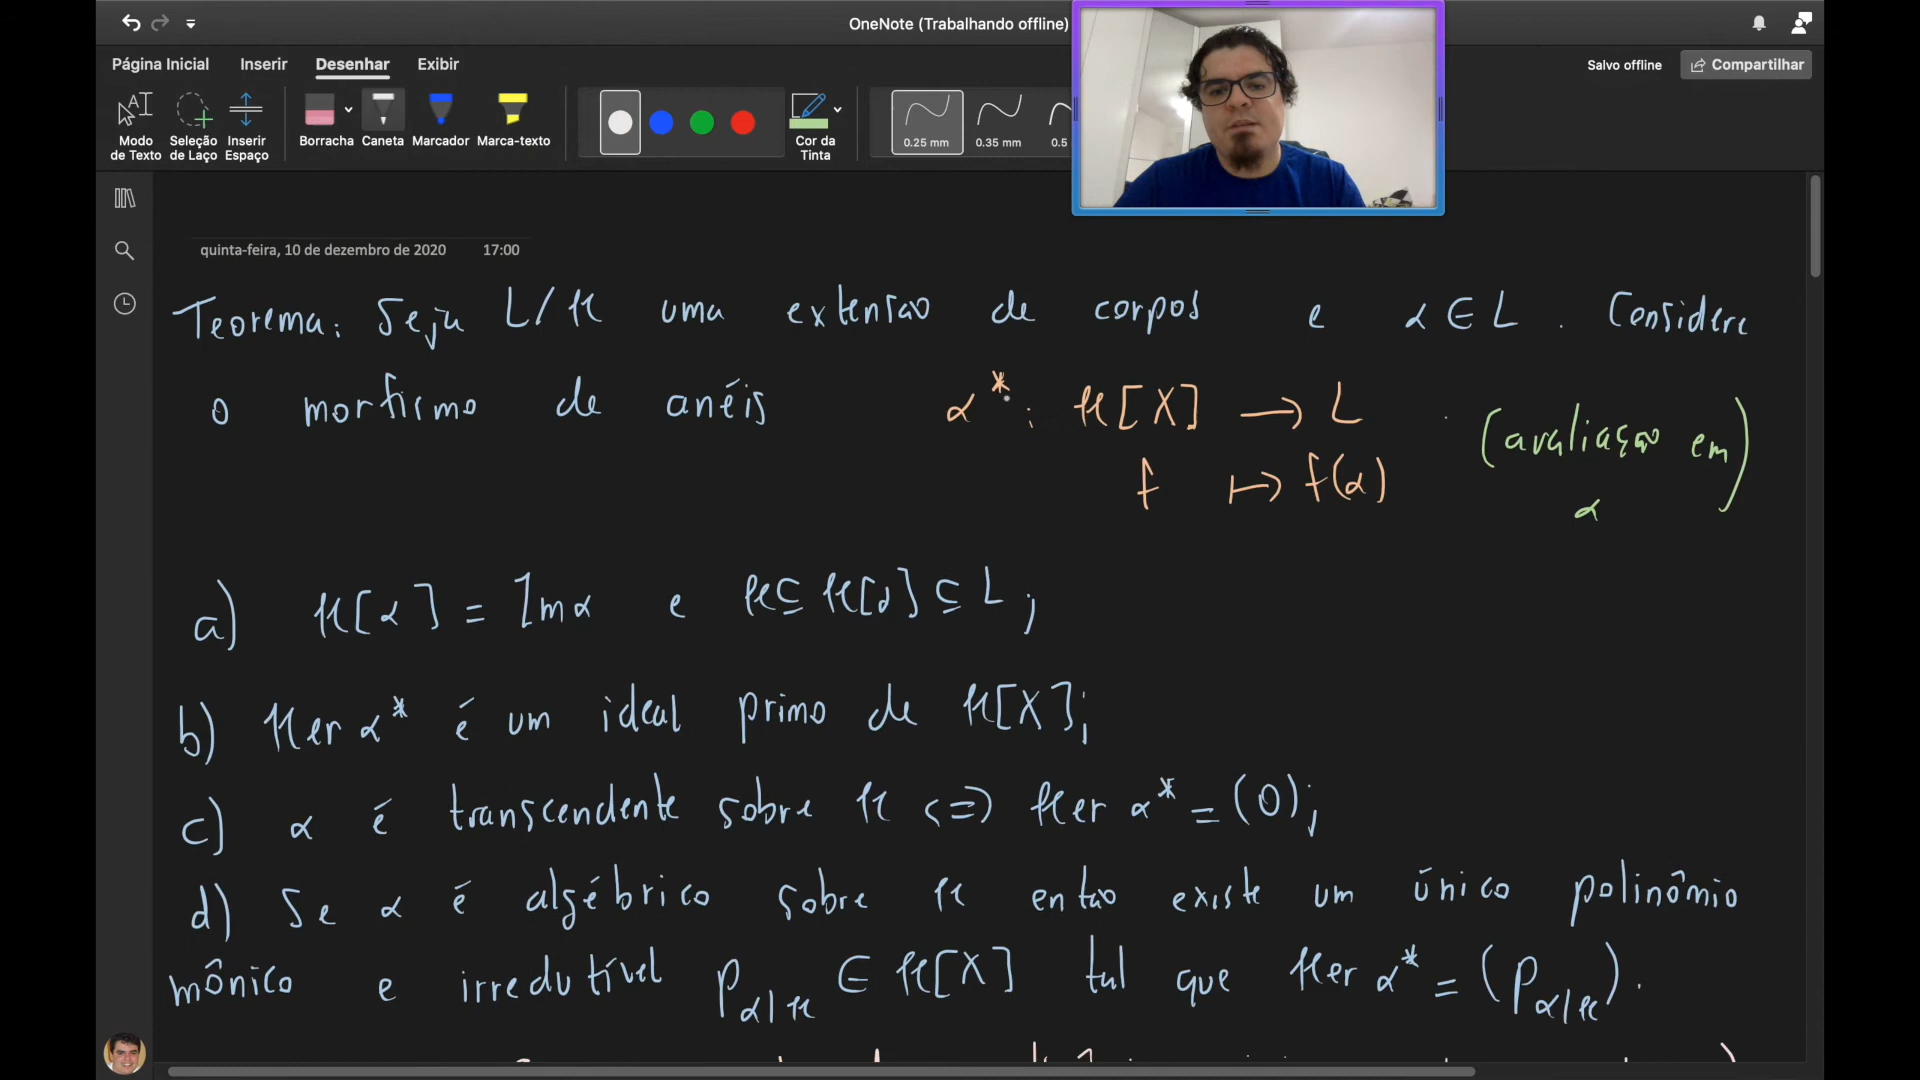 OneNote (Trabalhando offline)
Página Inicial Inserir Desenhar Exibir
Salvo offline Compartilhar
Modo de Texto Seleção de Laço Inserir Espaço Borracha Caneta Marcador Marca-texto Cor da Tinta 0.25 mm 0.35 mm 0.5
quinta-feira, 10 de dezembro de 2020 17:00
Teorema: Seja L/K uma extensão de corpos e α ∈ L . Considere
o morfismo de anéis α*: K[X] → L (avaliação em
f ↦ f(α) α)
a) K[α] = Im α e K ⊆ K[α] ⊆ L ;
b) Ker α* é um ideal primo de K[X];
c) α é transcendente sobre K <=> Ker α* = (0);
d) Se α é algébrico sobre K então existe um único polinômio
mônico e irredutível P_α|K ∈ K[X] tal que Ker α* = (P_α|K).